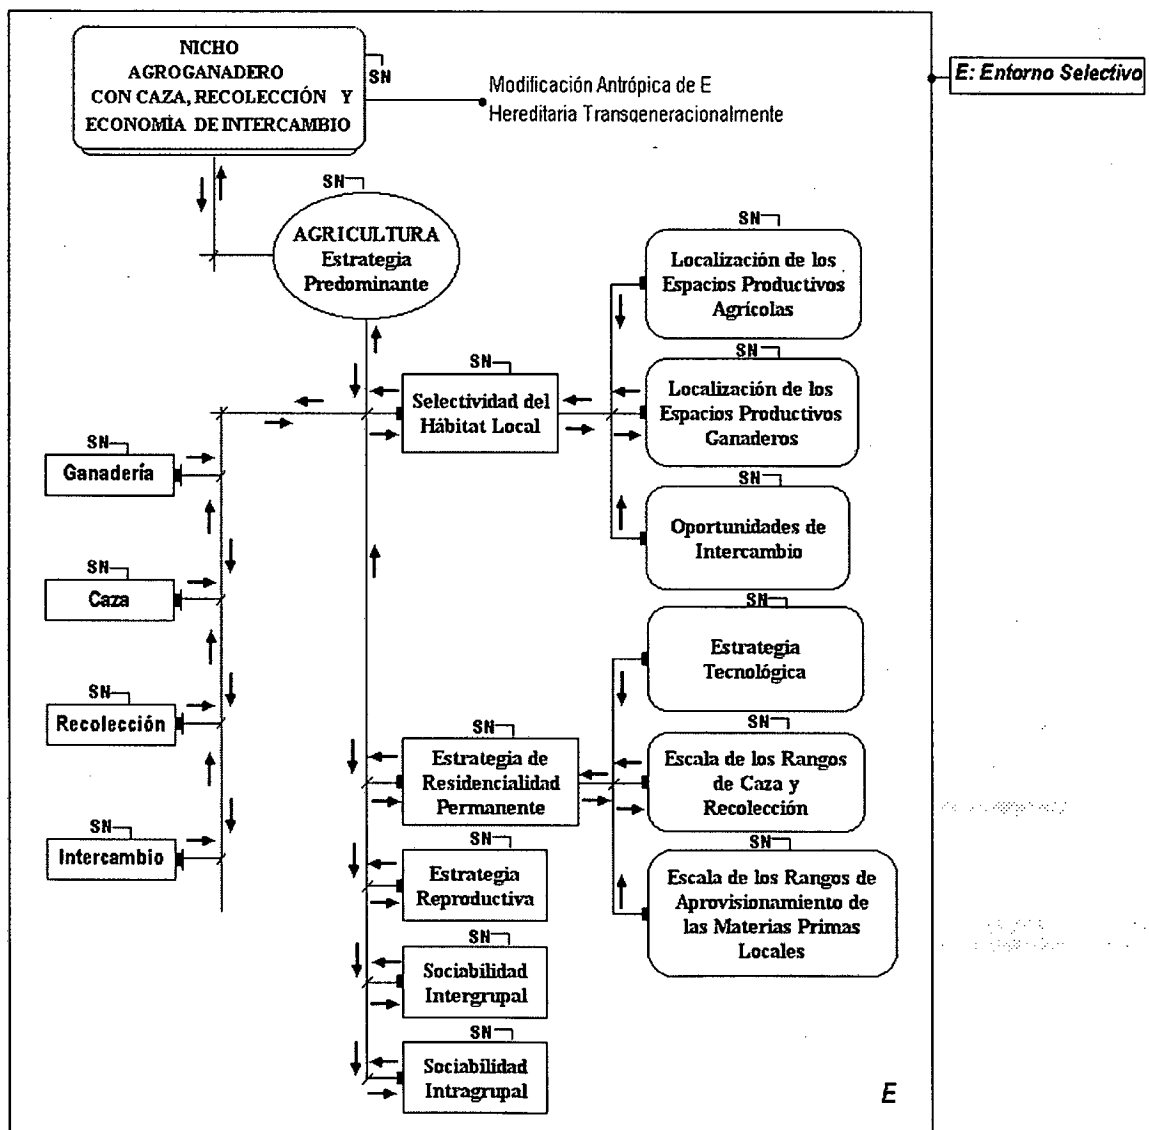 NICHO
AGROGANADERO
CON CAZA, RECOLECCIÓN Y
ECONOMÍA DE INTERCAMBIO
SN
Modificación Antrópica de E
Hereditaria Transgeneracionalmente
E: Entorno Selectivo
SN
AGRICULTURA
Estrategia
Predominante
SN
Localización de los
Espacios Productivos
Agrícolas
SN
Selectividad del
Hábitat Local
SN
Localización de los
Espacios Productivos
Ganaderos
SN
Ganadería
SN
Oportunidades de
Intercambio
SN
Caza
SN
Estrategia
Tecnológica
SN
Recolección
SN
Estrategia de
Residencialidad
Permanente
SN
Escala de los Rangos
de Caza y
Recolección
SN
Intercambio
SN
Estrategia
Reproductiva
SN
Escala de los Rangos de
Aprovisionamiento de
las Materias Primas
Locales
SN
Sociabilidad
Intergrupal
SN
Sociabilidad
Intragrupal
E